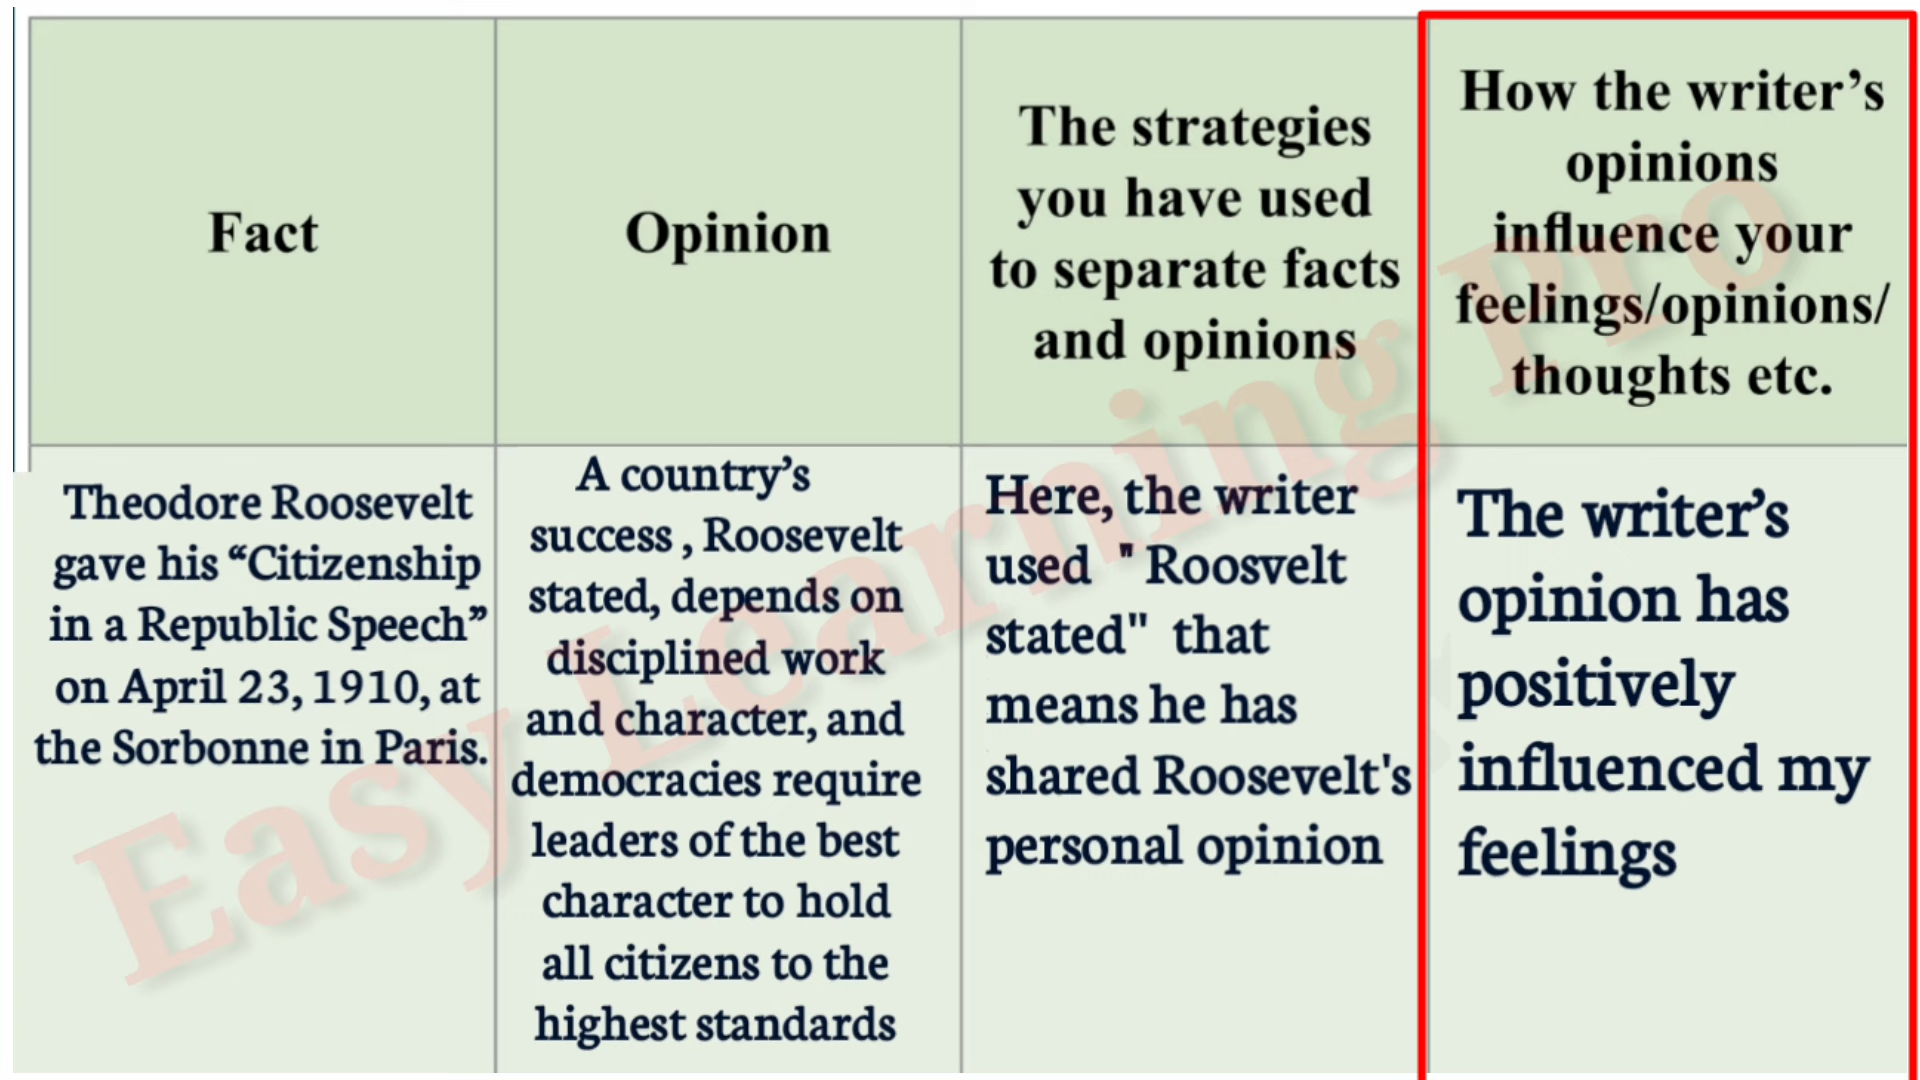 Fact
Opinion
The strategies
you have used
to separate facts
and opinions
How the writer’s
opinions
influence your
feelings/opinions/
thoughts etc.
Theodore Roosevelt
gave his “Citizenship
in a Republic Speech”
on April 23, 1910, at
the Sorbonne in Paris.
A country’s
success , Roosevelt
stated, depends on
disciplined work
and character, and
democracies require
leaders of the best
character to hold
all citizens to the
highest standards
Here, the writer
used " Roosvelt
stated" that
means he has
shared Roosevelt's
personal opinion
The writer’s
opinion has
positively
influenced my
feelings
Easy Learning Pro